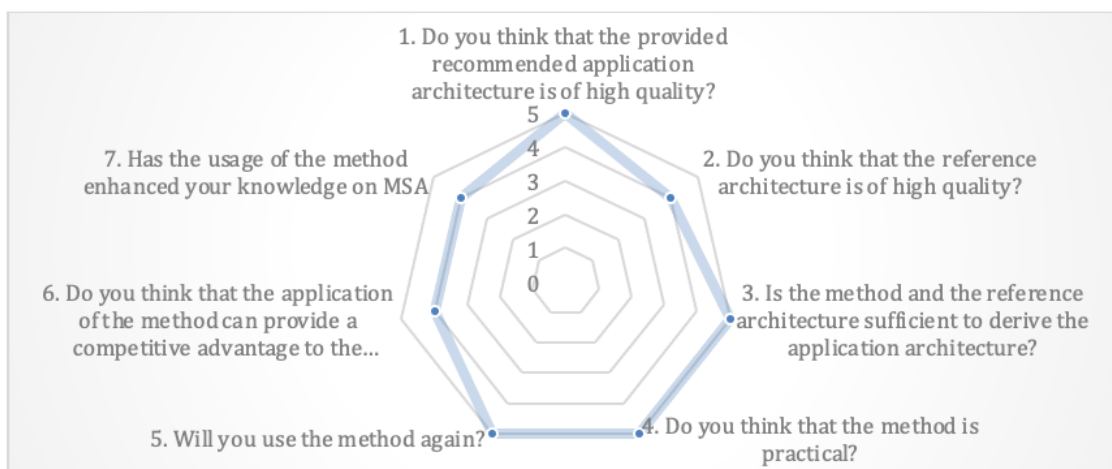 1. Do you think that the provided
recommended application
architecture is of high quality?
5
4
3
2
1
0
7. Has the usage of the method
enhanced your knowledge on MSA
2. Do you think that the reference
architecture is of high quality?
6. Do you think that the application
of the method can provide a
competitive advantage to the...
3. Is the method and the reference
architecture sufficient to derive the
application architecture?
5. Will you use the method again?
4. Do you think that the method is
practical?